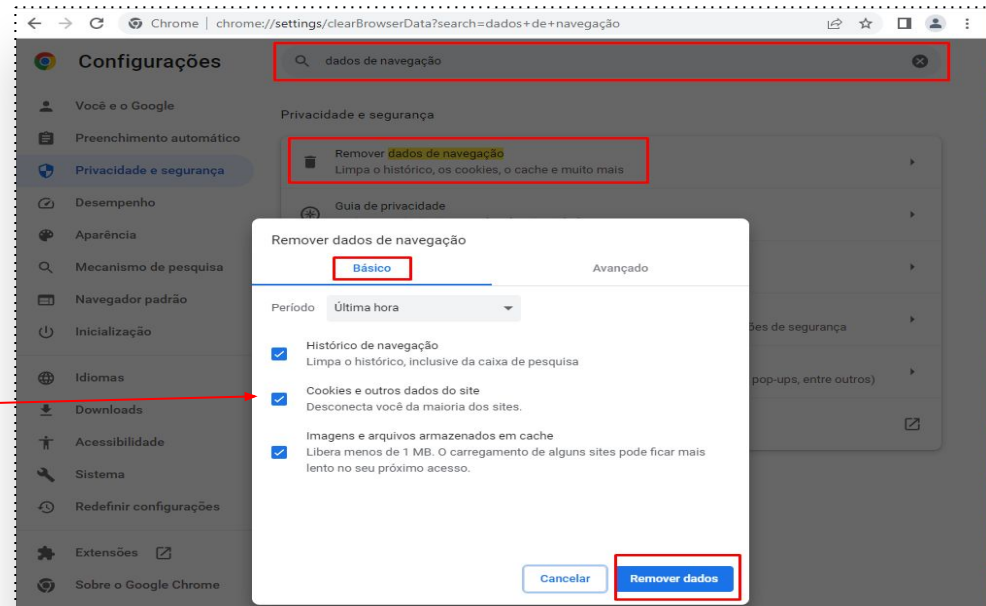 Chrome | chrome://settings/clearBrowserData?search=dados+de+navegação
Configurações
dados de navegação
Você e o Google
Preenchimento automático
Privacidade e segurança
Desempenho
Aparência
Mecanismo de pesquisa
Navegador padrão
Inicialização
Idiomas
Downloads
Acessibilidade
Sistema
Redefinir configurações
Extensões
Sobre o Google Chrome
Privacidade e segurança
Remover dados de navegação
Limpa o histórico, os cookies, o cache e muito mais
Guia de privacidade
de segurança
pop-ups, entre outros)
Remover dados de navegação
Básico
Avançado
Período Última hora
Histórico de navegação
Limpa o histórico, inclusive da caixa de pesquisa
Cookies e outros dados do site
Desconecta você da maioria dos sites.
Imagens e arquivos armazenados em cache
Libera menos de 1 MB. O carregamento de alguns sites pode ficar mais
lento no seu próximo acesso.
Cancelar
Remover dados